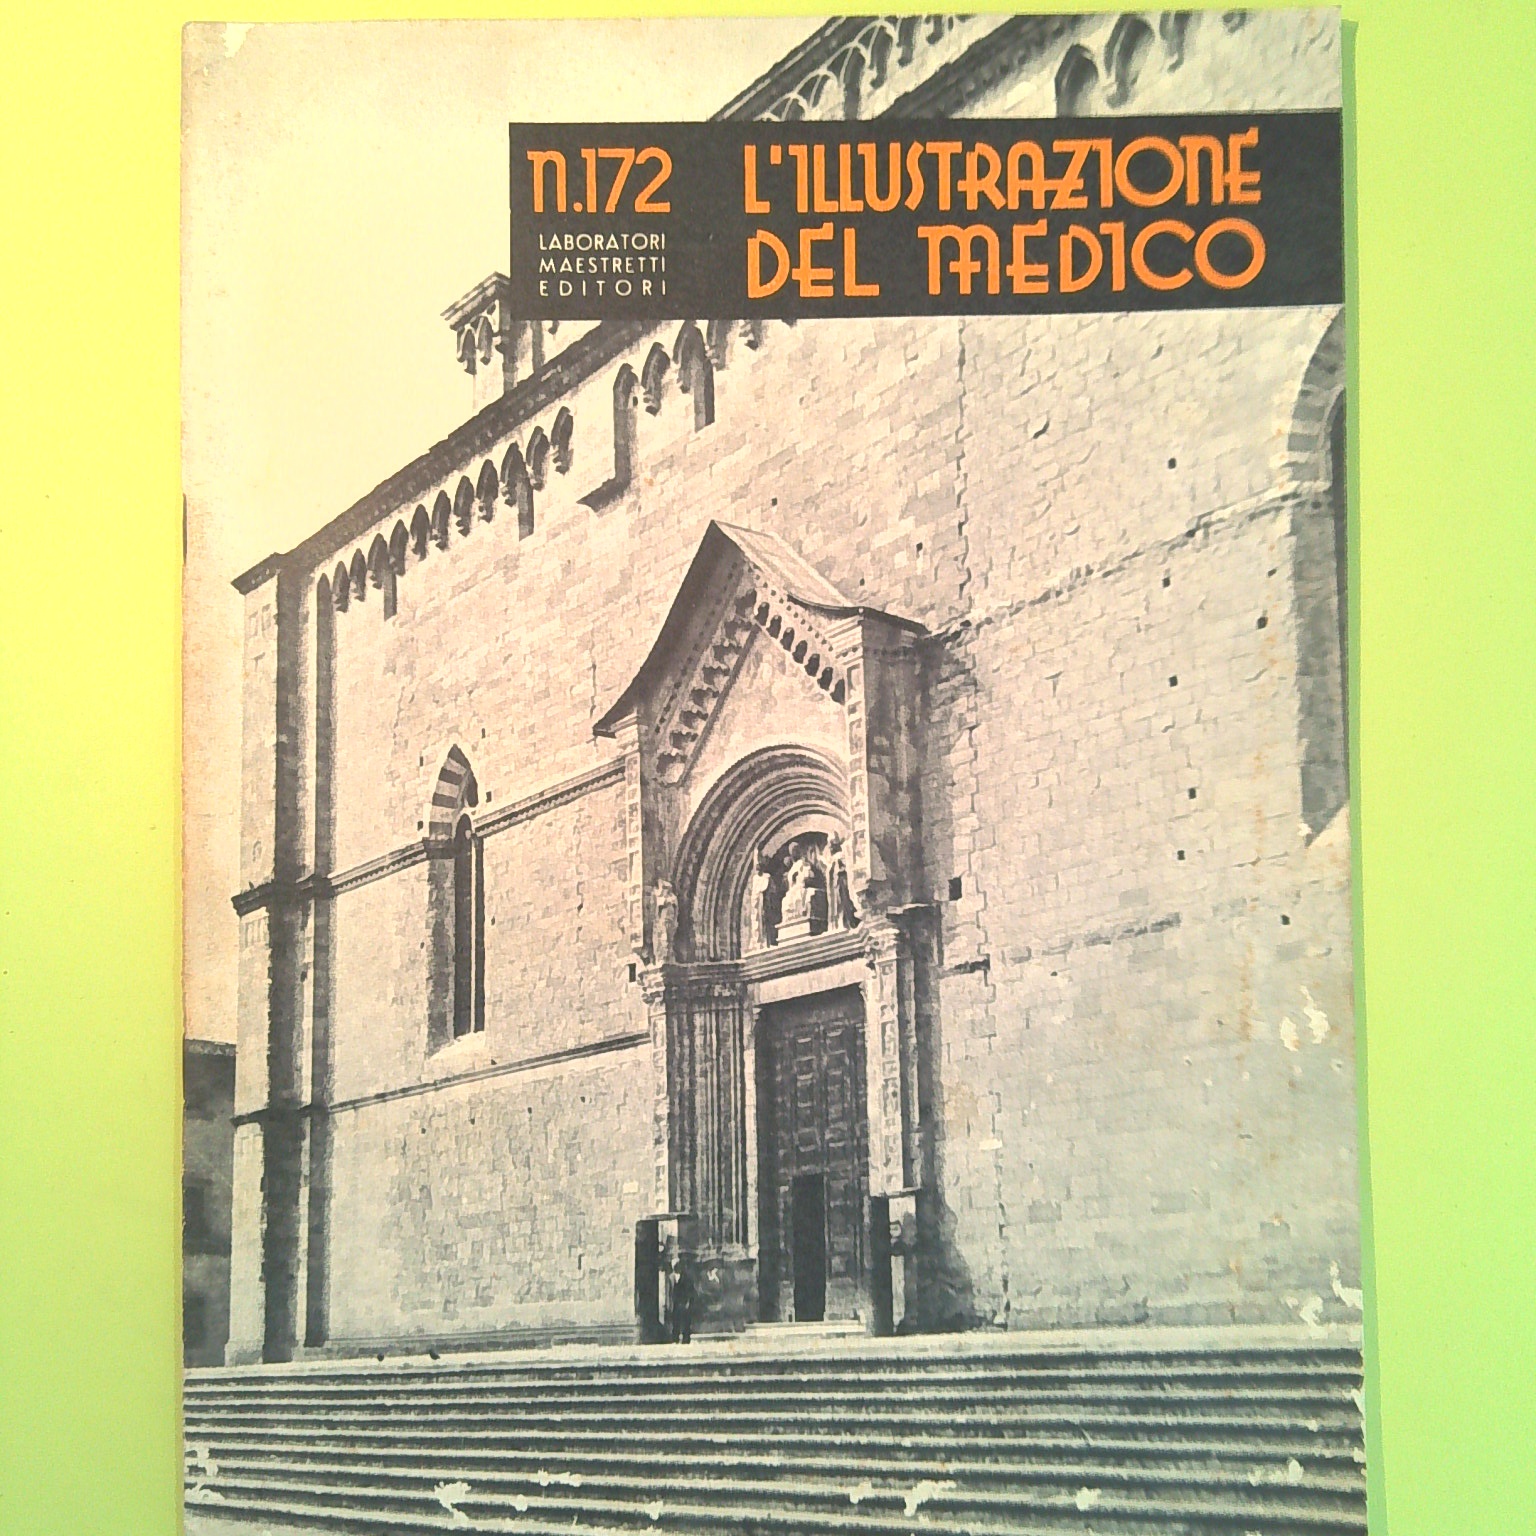 n.172
LABORATORI
MAESTRETTI
EDITORI
L'ILLUSTRAZIONE
DEL MEDICO